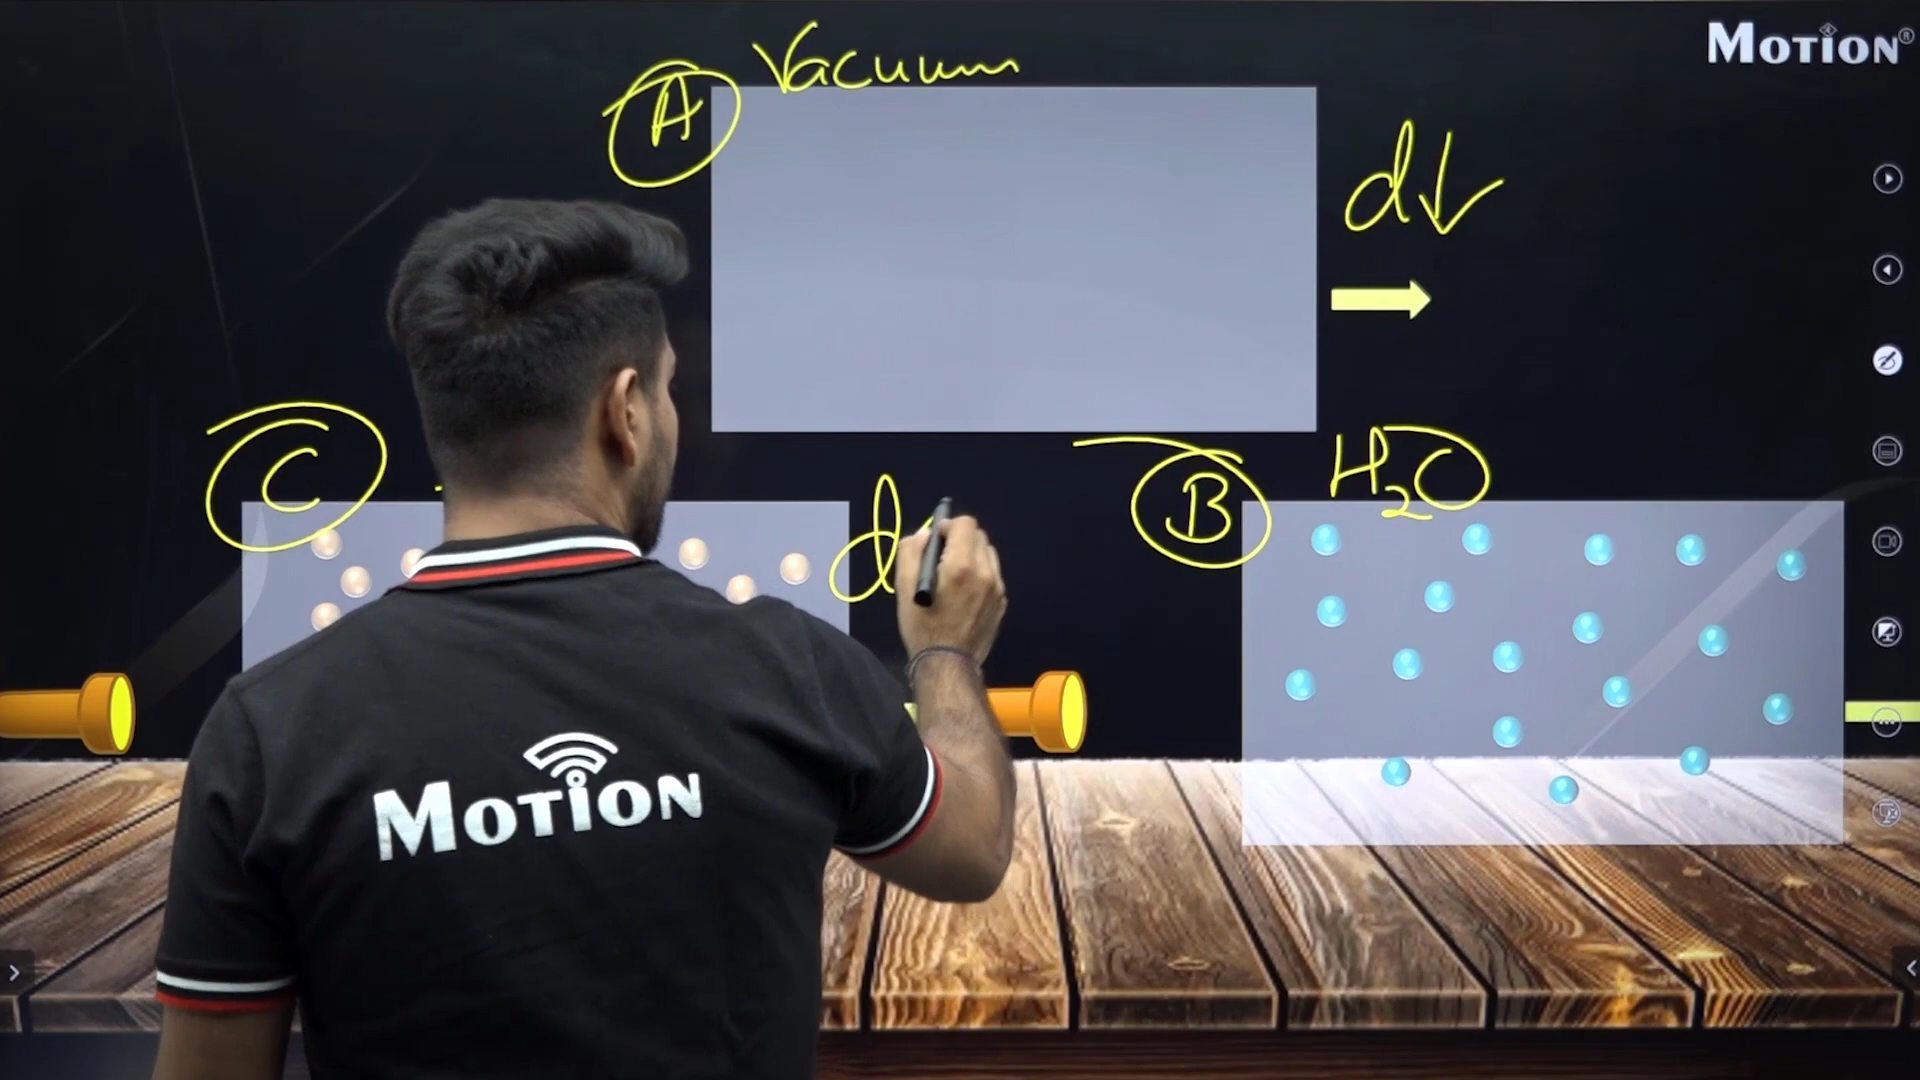 MOTiON®
A Vacuum
d↓
C
d
B H₂O
MOTiON